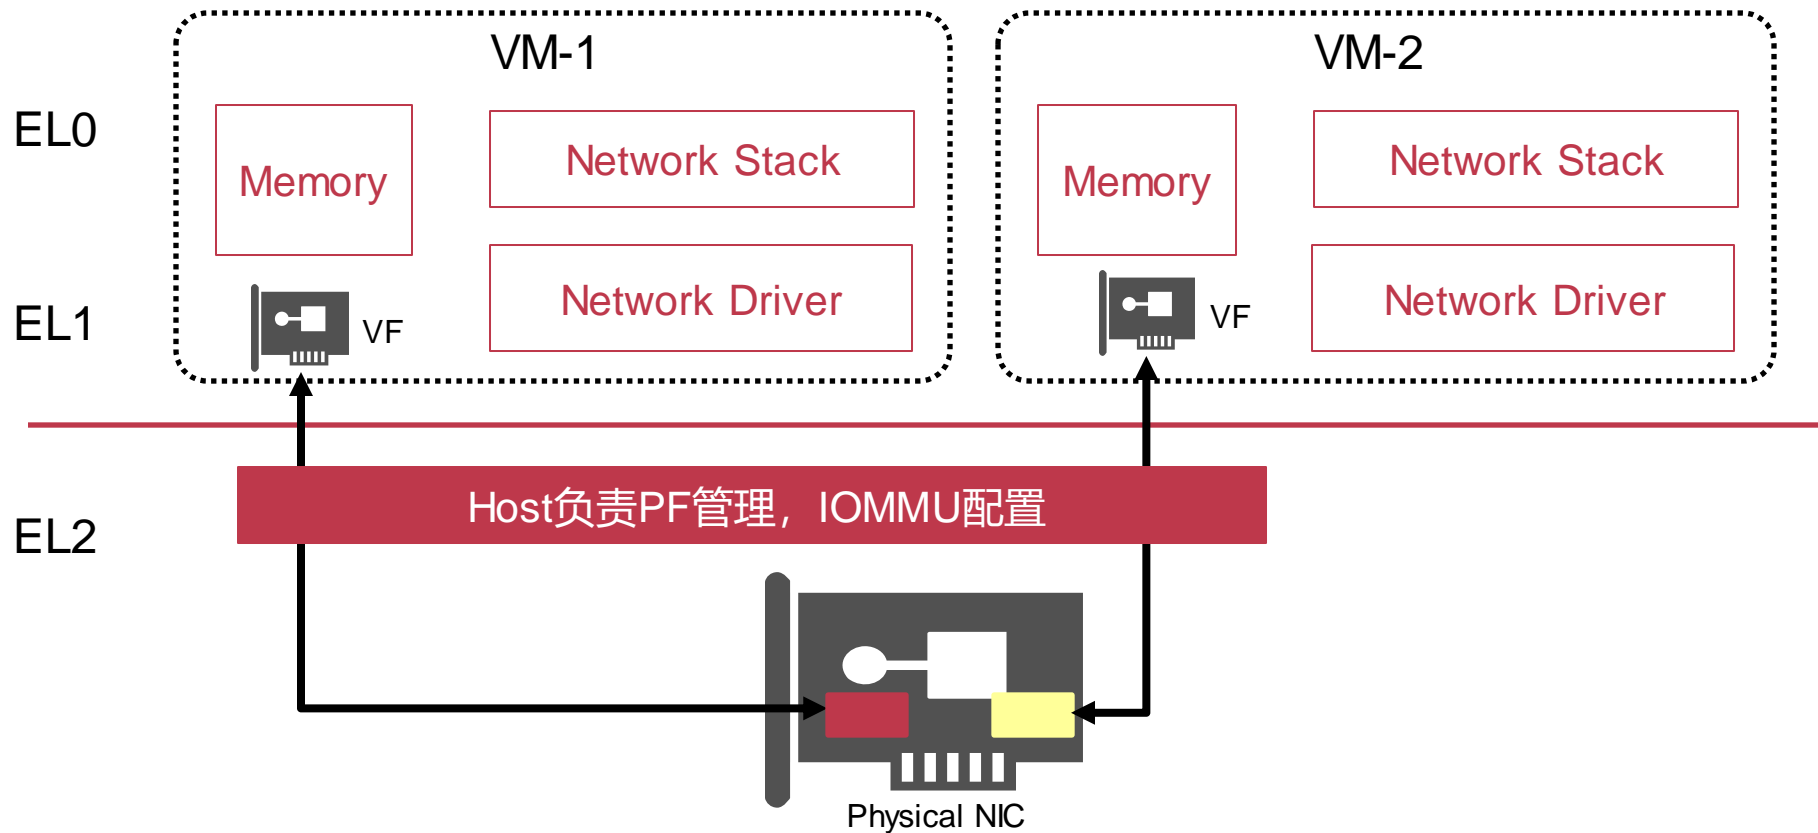 VM-1
VM-2
EL0
Memory
Network Stack
Memory
Network Stack
EL1
VF
Network Driver
VF
Network Driver
EL2
Host负责PF管理，IOMMU配置
Physical NIC